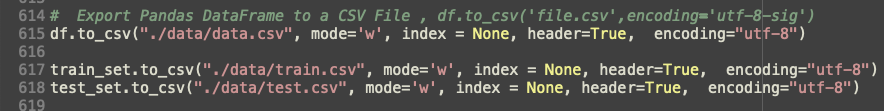 614 #  Export Pandas DataFrame to a CSV File , df.to_csv('file.csv',encoding='utf-8-sig')
615 df.to_csv("./data/data.csv", mode='w', index = None, header=True,  encoding="utf-8")
616
617 train_set.to_csv("./data/train.csv", mode='w', index = None, header=True,  encoding="utf-8")
618 test_set.to_csv("./data/test.csv", mode='w', index = None, header=True,  encoding="utf-8")
619